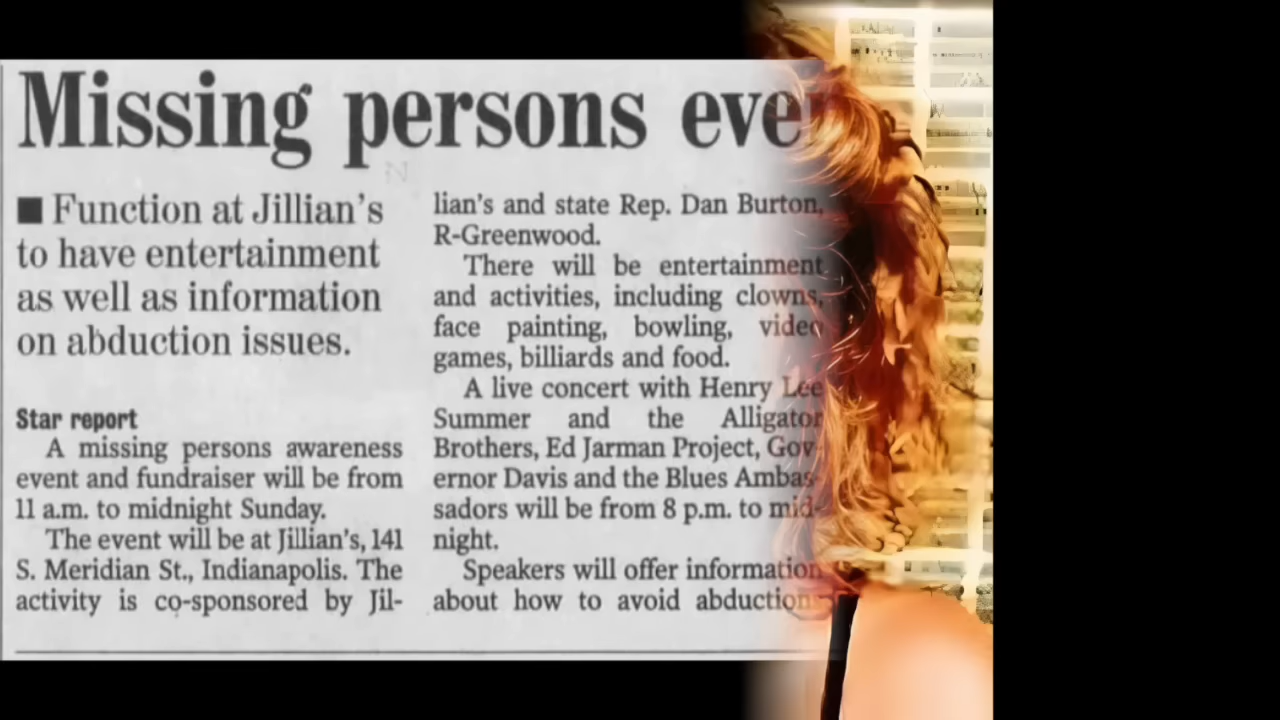 Missing persons eve
■ Function at Jillian's
to have entertainment
as well as information
on abduction issues.
Star report
A missing persons awareness
event and fundraiser will be from
11 a.m. to midnight Sunday.
The event will be at Jillian's, 141
S. Meridian St., Indianapolis. The
activity is co-sponsored by Jil-
lian's and state Rep. Dan Burton,
R-Greenwood.
There will be entertainment
and activities, including clowns,
face painting, bowling, video
games, billiards and food.
A live concert with Henry Lee
Summer and the Alligator
Brothers, Ed Jarman Project, Gov-
ernor Davis and the Blues Ambas-
sadors will be from 8 p.m. to mid-
night.
Speakers will offer information
about how to avoid abductions